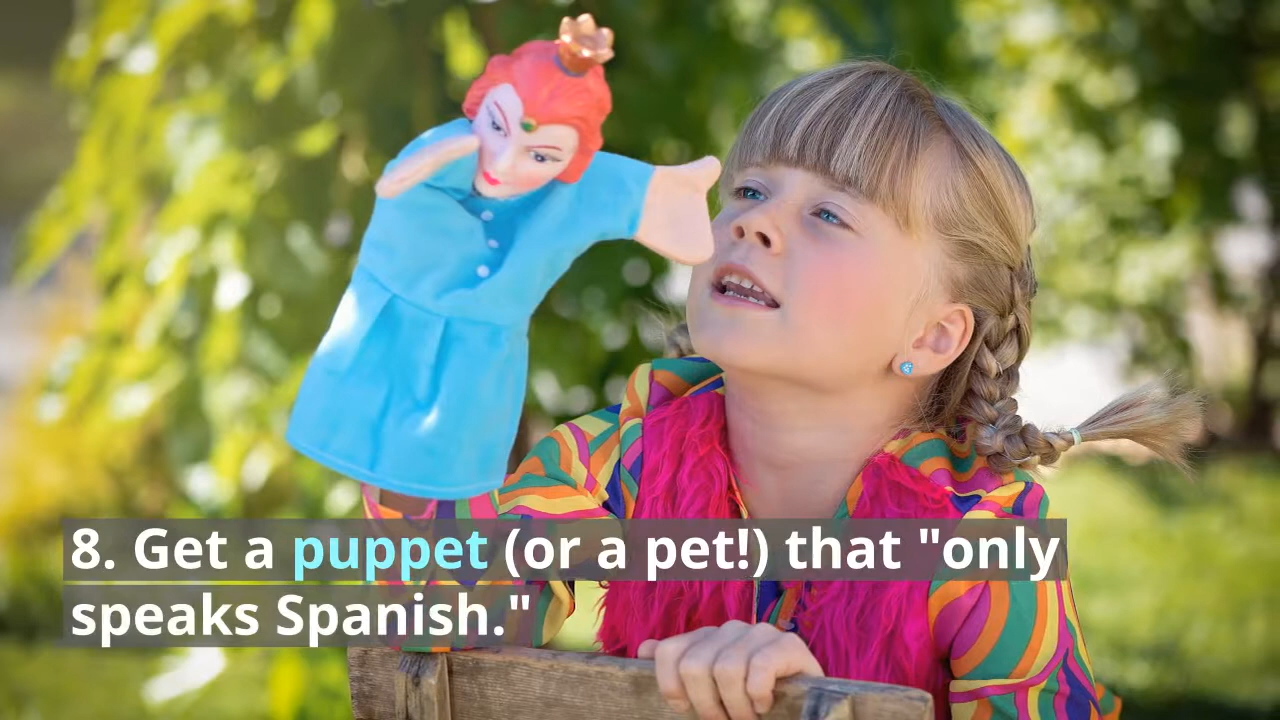 8. Get a puppet (or a pet!) that "only
speaks Spanish."